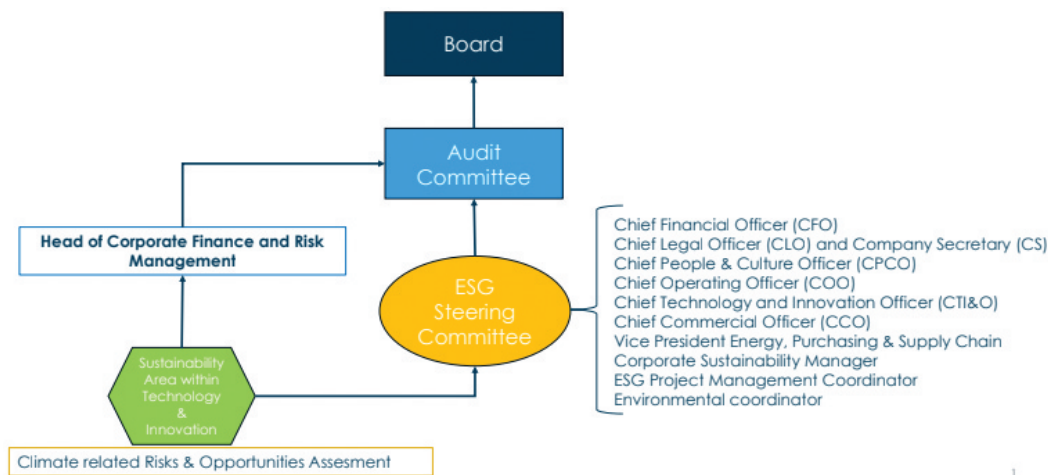 Board
Audit
Committee
Head of Corporate Finance and Risk
Management
ESG
Steering
Committee
Chief Financial Officer (CFO)
Chief Legal Officer (CLO) and Company Secretary (CS)
Chief People & Culture Officer (CPCO)
Chief Operating Officer (COO)
Chief Technology and Innovation Officer (CTI&O)
Chief Commercial Officer (CCO)
Vice President Energy, Purchasing & Supply Chain
Corporate Sustainability Manager
ESG Project Management Coordinator
Environmental coordinator
Sustainability
Area within
Technology
&
Innovation
Climate related Risks & Opportunities Assesment
1